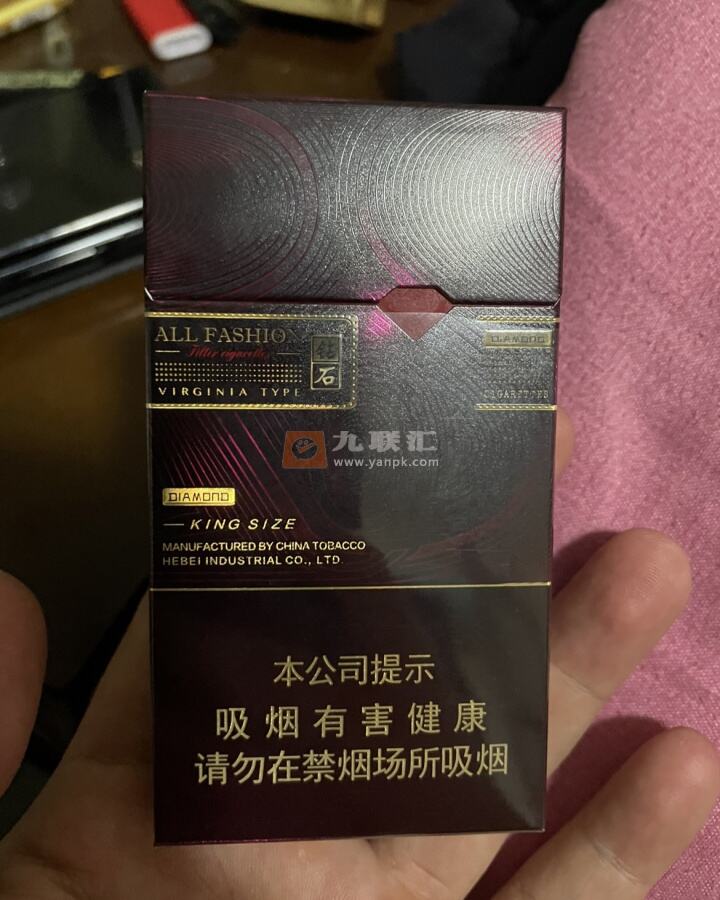 ALL FASHION
Filter cigarettes
VIRGINIA TYPE
钻
石
DIAMOND
CIGARETTES
九联汇
www.yanpk.com
DIAMOND
KING SIZE
MANUFACTURED BY CHINA TOBACCO
HEBEI INDUSTRIAL CO., LTD.
本公司提示
吸烟有害健康
请勿在禁烟场所吸烟